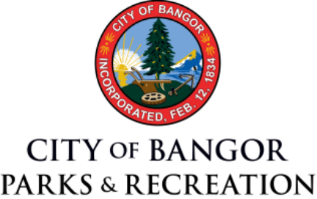 CITY OF BANGOR
INCORPORATED, FEB. 12, 1834
CITY OF BANGOR
PARKS & RECREATION